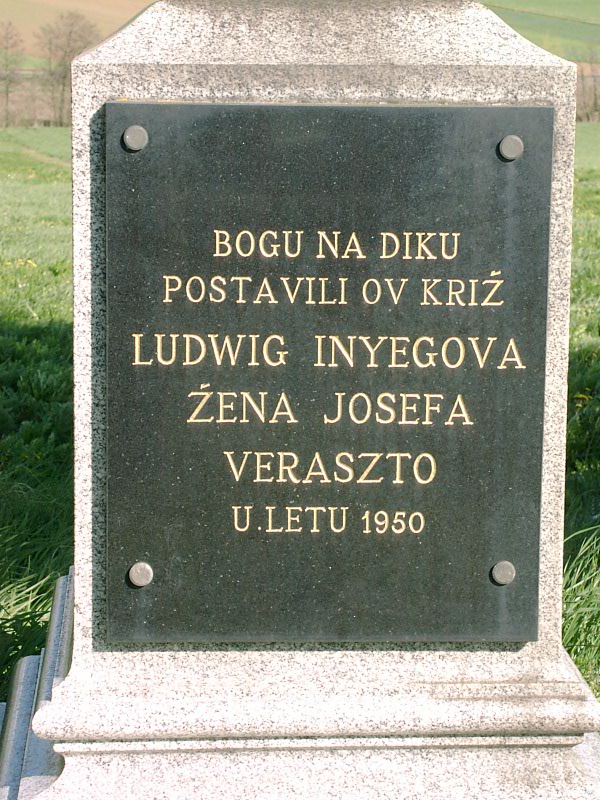 BOGU NA DIKU
POSTAVILI OV KRIŽ
LUDWIG INYEGOVA
ŽENA JOSEFA
VERASZTO
U.LETU 1950